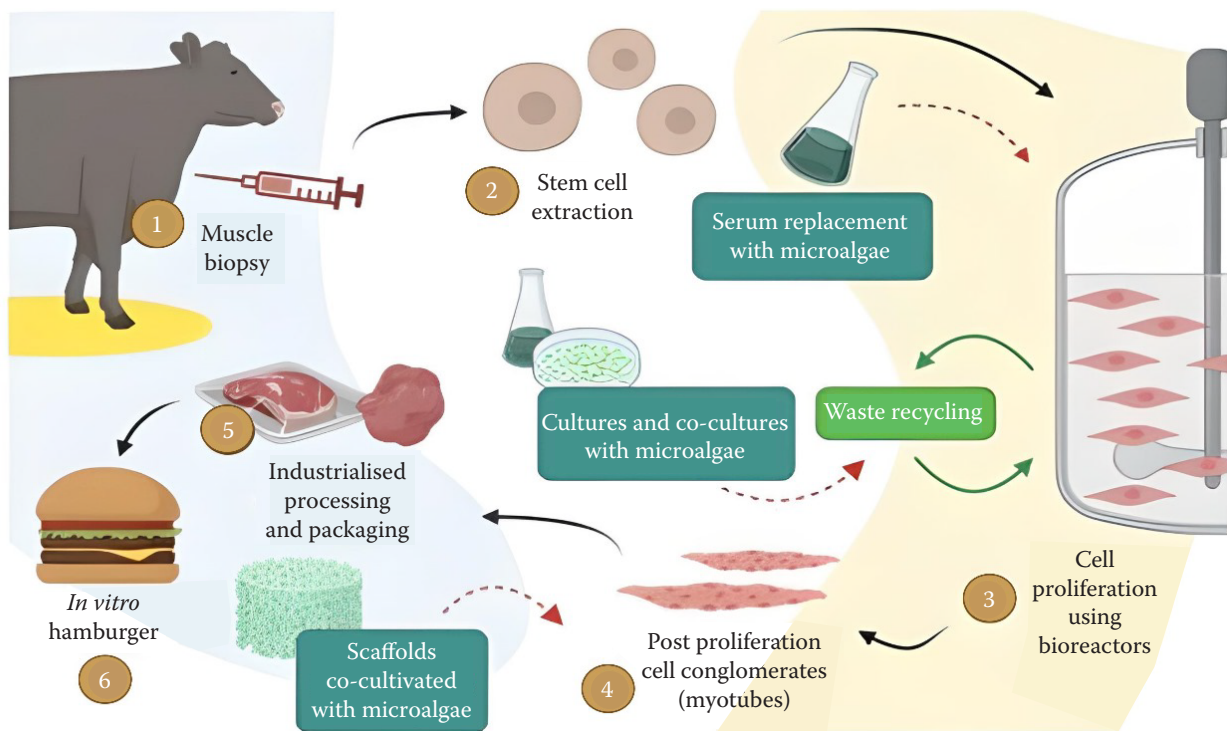 1
Muscle
biopsy
2
Stem cell
extraction
Serum replacement
with microalgae
Cultures and co-cultures
with microalgae
Waste recycling
3
Cell
proliferation
using
bioreactors
4
Post proliferation
cell conglomerates
(myotubes)
Scaffolds
co-cultivated
with microalgae
5
Industrialised
processing
and packaging
In vitro
hamburger
6